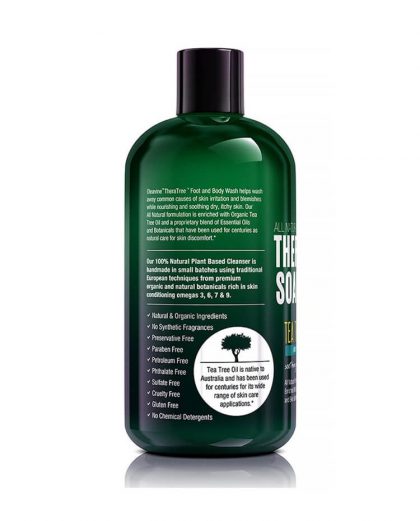 Oleavine™TheraTree™ Foot and Body Wash helps wash
away common causes of skin irritation and blemishes
while nourishing and soothing dry, itchy skin. Our
All Natural formulation is enriched with Organic Tea
Tree Oil and a proprietary blend of Essential Oils
and Botanicals that have been used for centuries as
natural care for skin discomfort.*
Our 100% Natural Plant Based Cleanser is
handmade in small batches using traditional
European techniques from premium
organic and natural botanicals rich in skin
conditioning omegas 3, 6, 7 & 9.
✓ Natural & Organic Ingredients
✓ No Synthetic Fragrances
✓ Preservative Free
✓ Paraben Free
✓ Petroleum Free
✓ Phthalate Free
✓ Sulfate Free
✓ Cruelty Free
✓ Gluten Free
✓ No Chemical Detergents
Tea Tree Oil is native to
Australia and has been used
for centuries for its wide
range of skin care
applications.*
ALL NATU
THE
SOA
TEA